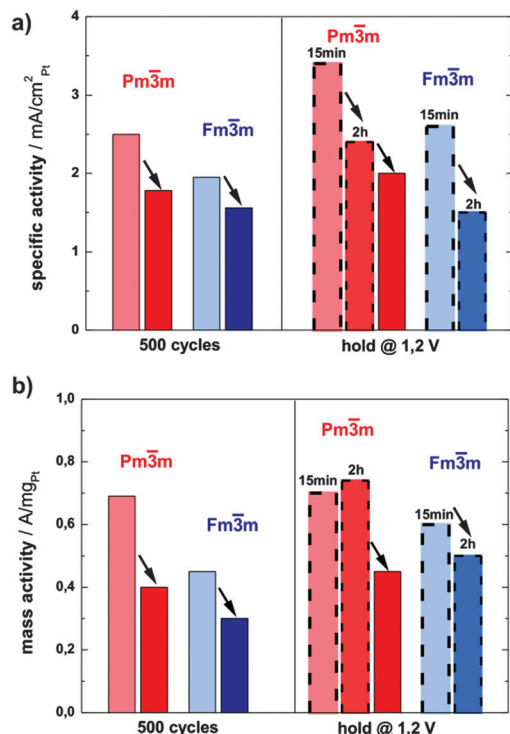 a)
specific activity / mA/cm²Pt
4
3
2
1
0
Pm3̅m
Fm3̅m
Pm3̅m
Fm3̅m
15min
2h
15min
2h
500 cycles
hold @ 1,2 V
b)
mass activity / A/mgPt
1,0
0,8
0,6
0,4
0,2
0,0
Pm3̅m
Fm3̅m
Pm3̅m
Fm3̅m
15min
2h
15min
2h
500 cycles
hold @ 1,2 V